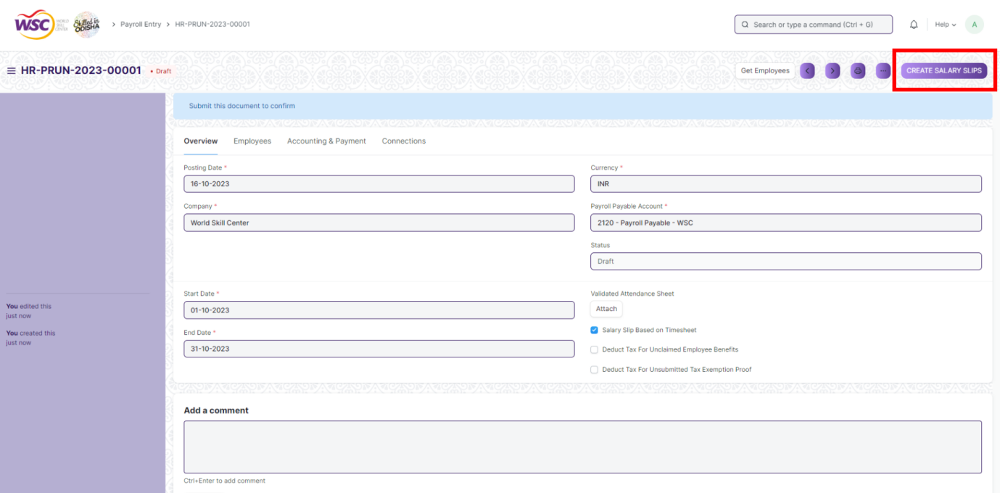 WSC WORLD SKILL CENTER Skilled in ODISHA > Payroll Entry > HR-PRUN-2023-00001
Search or type a command (Ctrl + G)
Help
A
HR-PRUN-2023-00001 • Draft
Get Employees
CREATE SALARY SLIPS
Submit this document to confirm
Overview Employees Accounting & Payment Connections
Posting Date *
16-10-2023
Currency *
INR
Company *
World Skill Center
Payroll Payable Account *
2120 - Payroll Payable - WSC
Status
Draft
Start Date *
01-10-2023
End Date *
31-10-2023
Validated Attendance Sheet
Attach
Salary Slip Based on Timesheet
Deduct Tax For Unclaimed Employee Benefits
Deduct Tax For Unsubmitted Tax Exemption Proof
You edited this
just now
You created this
just now
Add a comment
Ctrl+Enter to add comment